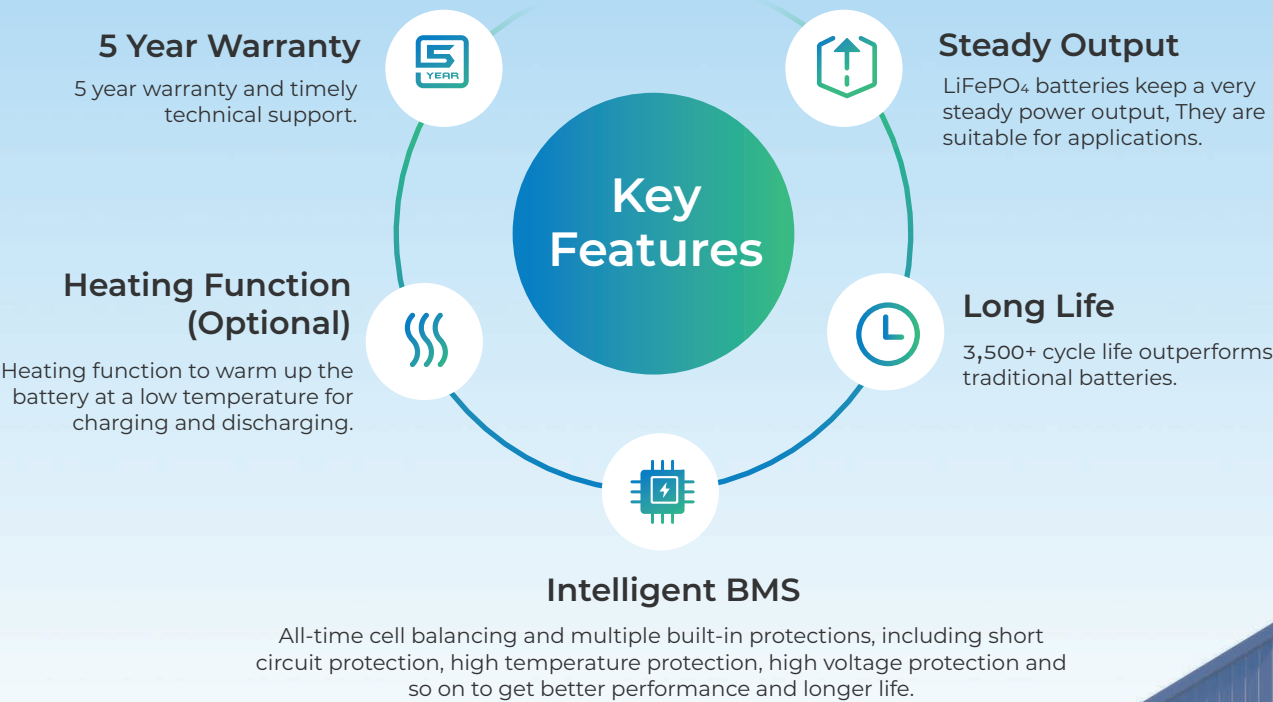 5 Year Warranty
5 year warranty and timely
technical support.
5
YEAR
Steady Output
LiFePO₄ batteries keep a very
steady power output, They are
suitable for applications.
Key
Features
Heating Function
(Optional)
Heating function to warm up the
battery at a low temperature for
charging and discharging.
Long Life
3,500+ cycle life outperforms
traditional batteries.
Intelligent BMS
All-time cell balancing and multiple built-in protections, including short
circuit protection, high temperature protection, high voltage protection and
so on to get better performance and longer life.